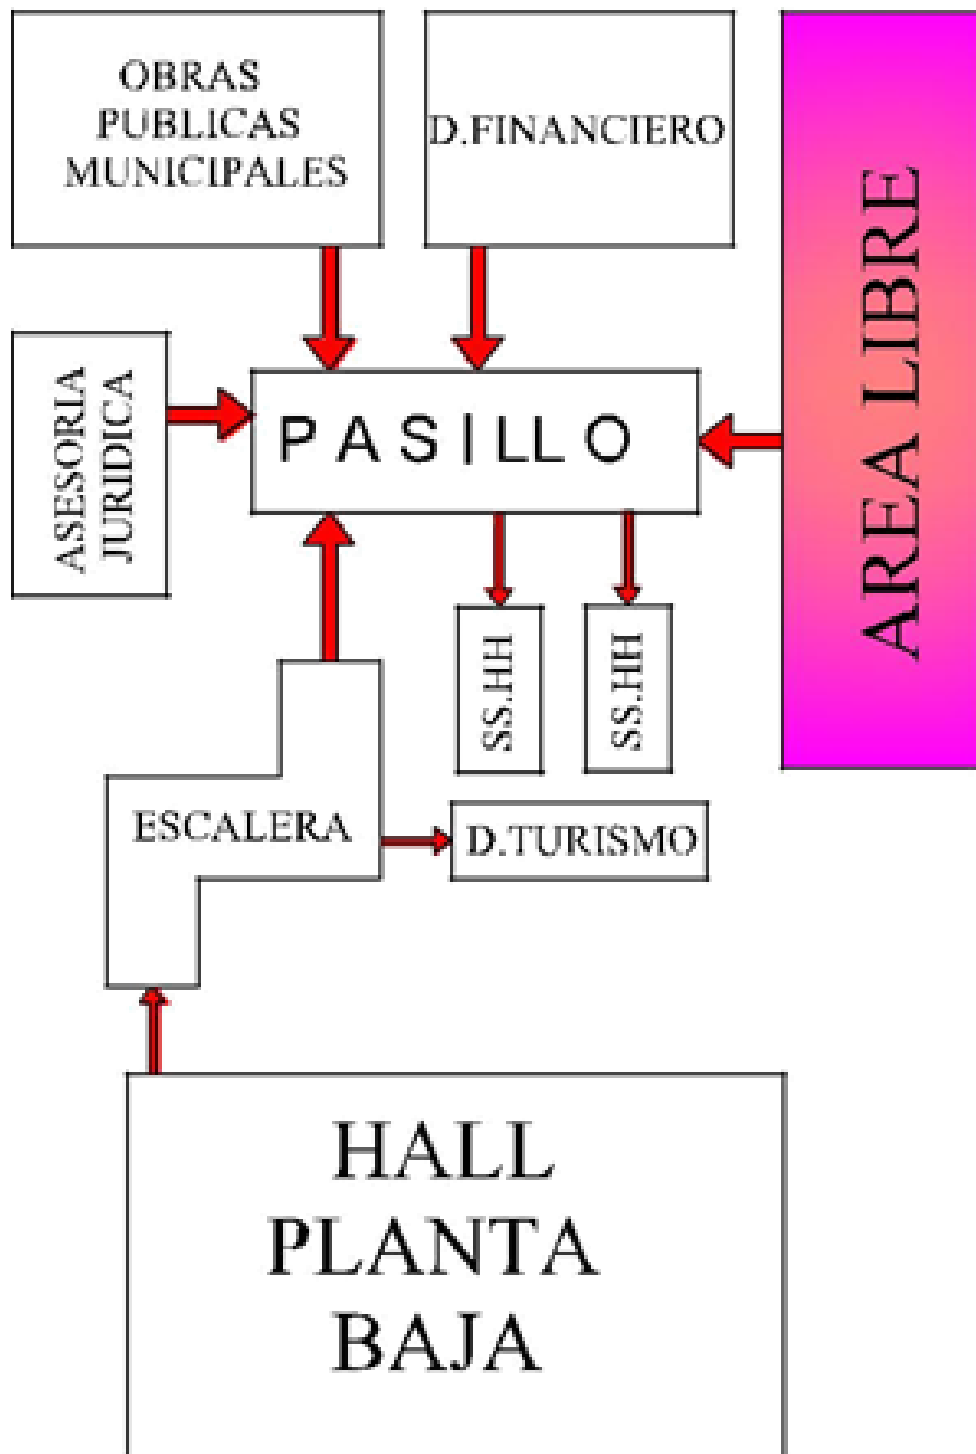 OBRAS
PUBLICAS
MUNICIPALES
D.FINANCIERO
AREA LIBRE
ASESORIA
JURIDICA
PASILLO
SS.HH
SS.HH
ESCALERA
D.TURISMO
HALL
PLANTA
BAJA